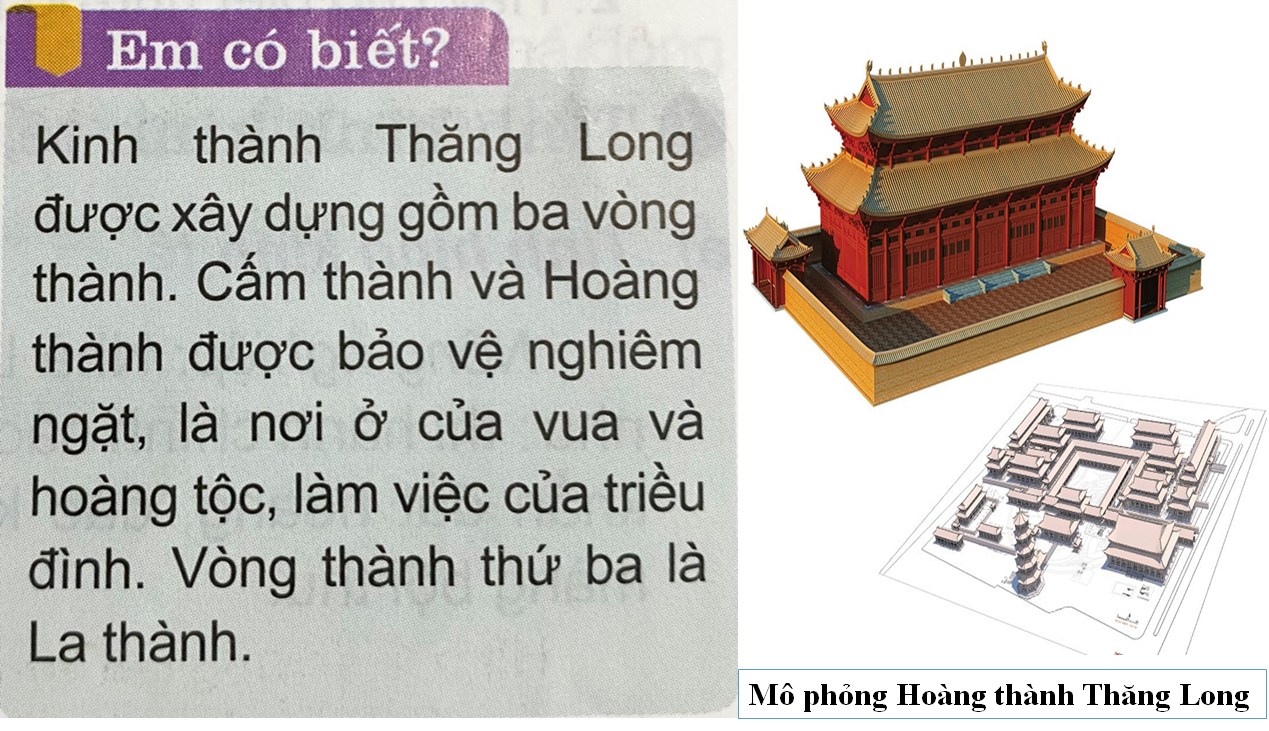 Em có biết?
Kinh thành Thăng Long
được xây dựng gồm ba vòng
thành. Cấm thành và Hoàng
thành được bảo vệ nghiêm
ngặt, là nơi ở của vua và
hoàng tộc, làm việc của triều
đình. Vòng thành thứ ba là
La thành.
Mô phỏng Hoàng thành Thăng Long